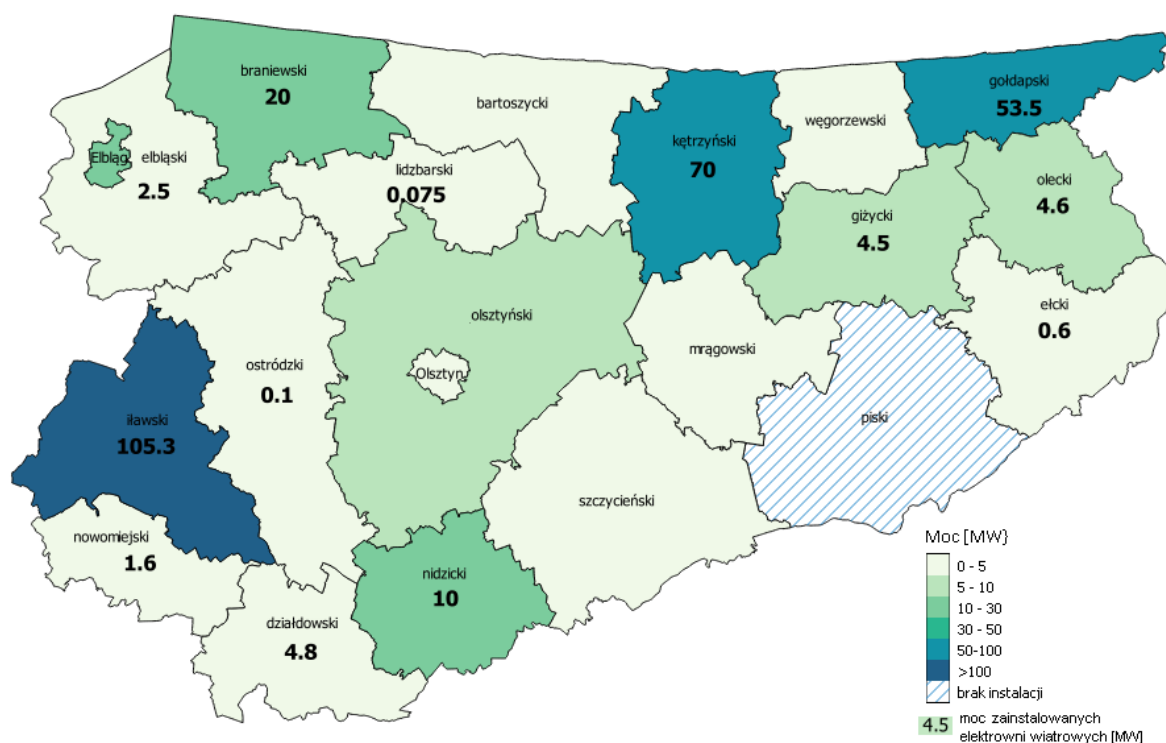 braniewski
20
bartoszycki
gołdapski
53.5
węgorzewski
kętrzyński
70
Elbląg
elbląski
2.5
lidzbarski
0.075
olecki
4.6
giżycki
4.5
olsztyński
ełcki
0.6
mrągowski
ostródzki
0.1
Olsztyn
iławski
105.3
piski
szczycieński
nowomiejski
1.6
nidzicki
10
działdowski
4.8
Moc [MW}
0 - 5
5 - 10
10 - 30
30 - 50
50-100
>100
brak instalacji
4.5 moc zainstalowanych
elektrowni wiatrowych [MW]